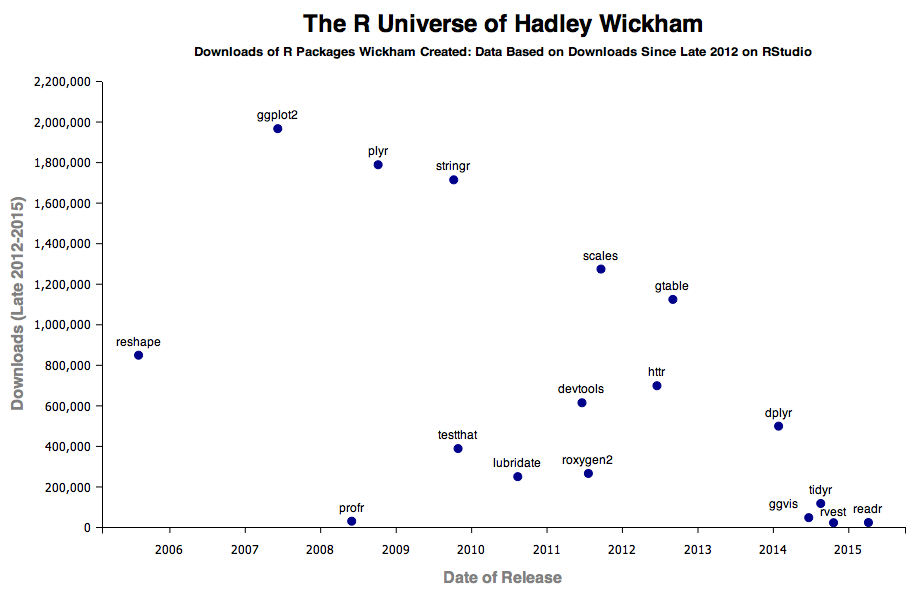 The R Universe of Hadley Wickham
Downloads of R Packages Wickham Created: Data Based on Downloads Since Late 2012 on RStudio
2,200,000
2,000,000
1,800,000
1,600,000
1,400,000
1,200,000
1,000,000
800,000
600,000
400,000
200,000
0
Downloads (Late 2012-2015)
ggplot2
plyr
stringr
scales
gtable
reshape
httr
devtools
dplyr
testthat
lubridate
roxygen2
tidyr
ggvis
profr
rvest
readr
2006
2007
2008
2009
2010
2011
2012
2013
2014
2015
Date of Release